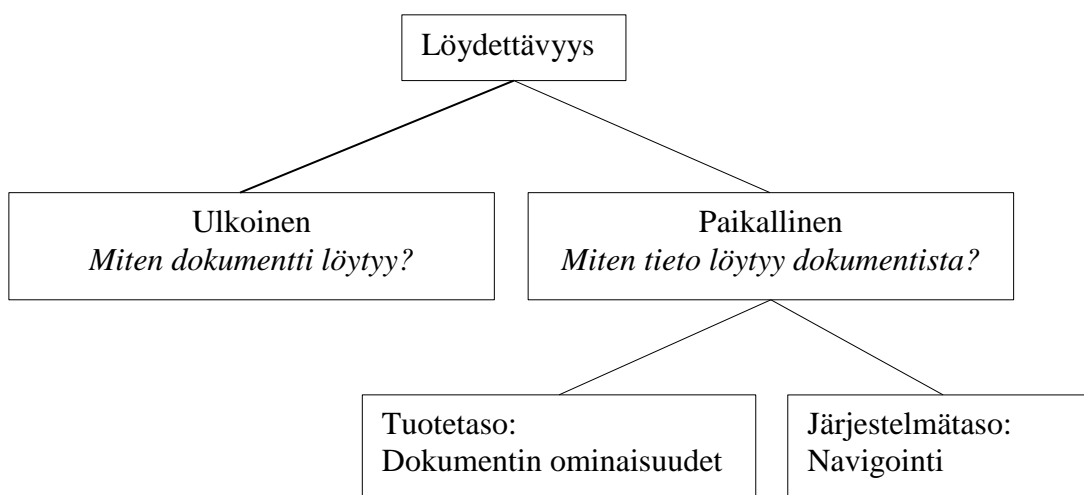 Löydettävyys
Ulkoinen
Miten dokumentti löytyy?
Paikallinen
Miten tieto löytyy dokumentista?
Tuotetaso:
Dokumentin ominaisuudet
Järjestelmätaso:
Navigointi